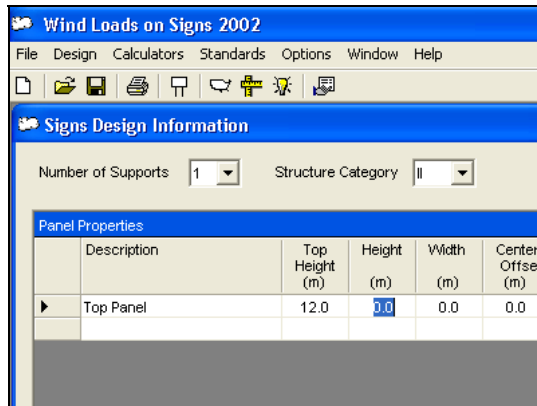 Wind Loads on Signs 2002
File Design Calculators Standards Options Window Help
Signs Design Information
Number of Supports 1 Structure Category II
Panel Properties
Description Top Height Width Center
Height Offse
(m) (m) (m) (m)
Top Panel 12.0 0.0 0.0 0.0